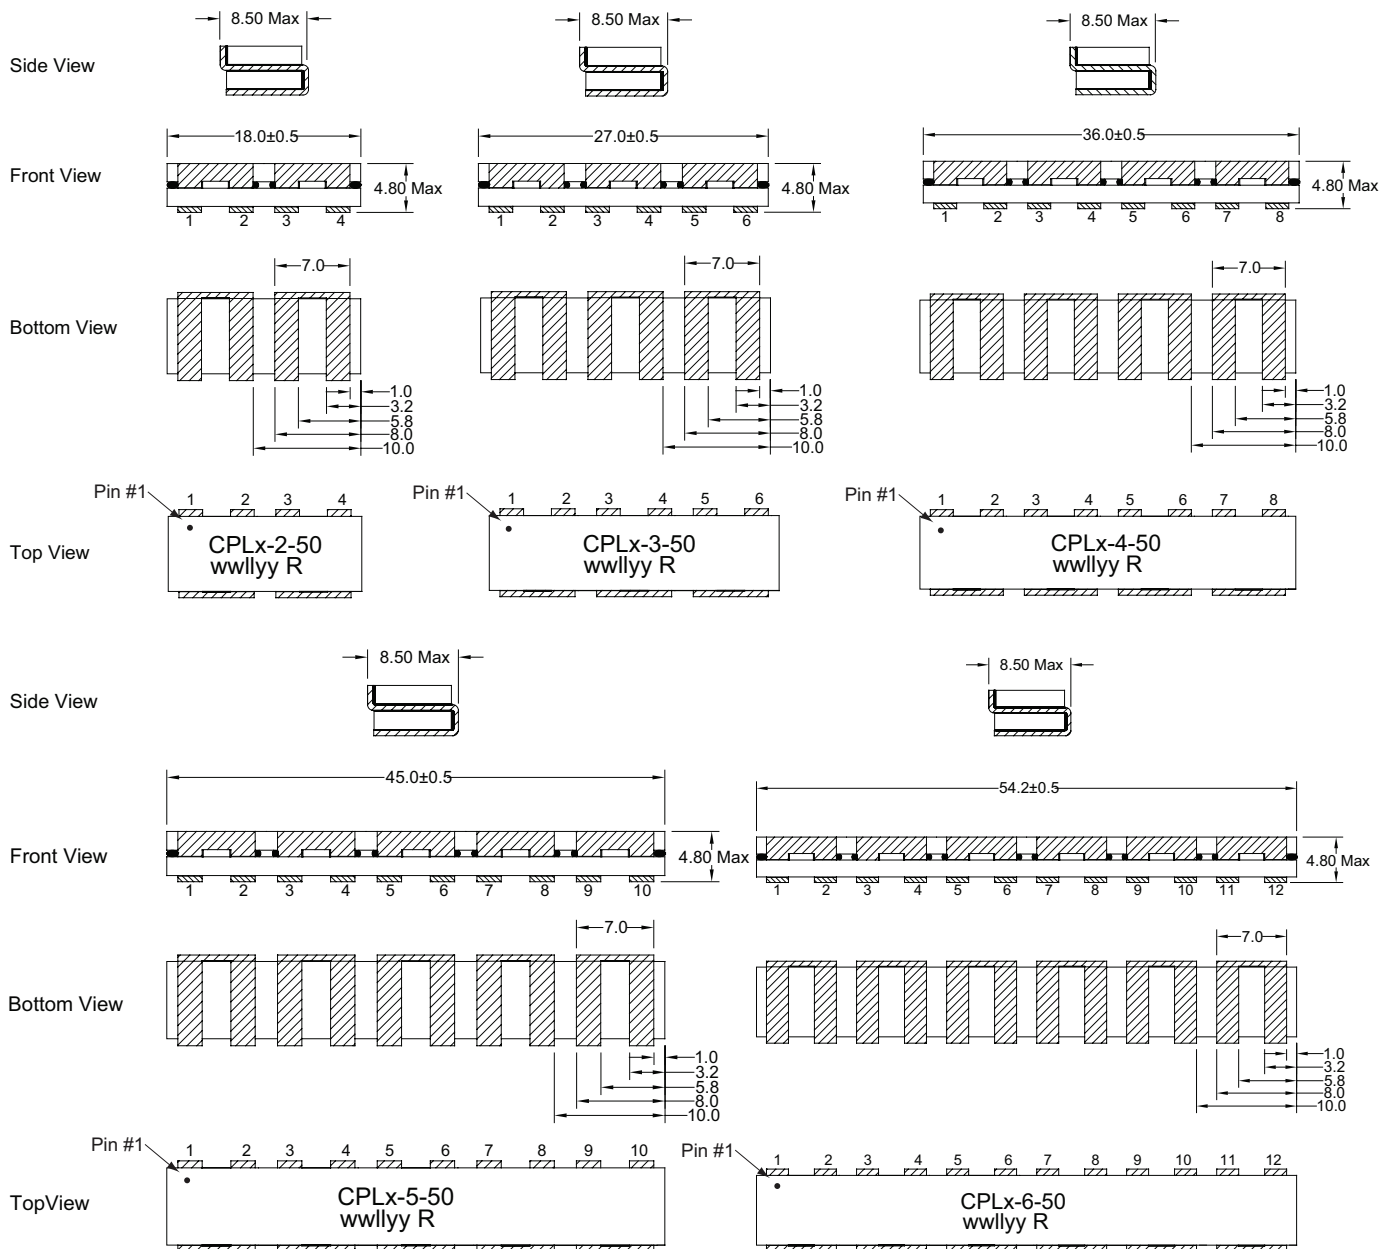 8.50 Max 8.50 Max 8.50 Max
Side View
18.0±0.5 27.0±0.5 36.0±0.5
Front View
4.80 Max 4.80 Max 4.80 Max
1 2 3 4 1 2 3 4 5 6 1 2 3 4 5 6 7 8
7.0 7.0 7.0
Bottom View
1.0 1.0 1.0
3.2 3.2 3.2
5.8 5.8 5.8
8.0 8.0 8.0
10.0 10.0 10.0
Pin #1 Pin #1 Pin #1
1 2 3 4 1 2 3 4 5 6 1 2 3 4 5 6 7 8
Top View
CPLx-2-50 CPLx-3-50 CPLx-4-50
wwllyy R wwllyy R wwllyy R
8.50 Max 8.50 Max
Side View
45.0±0.5 54.2±0.5
Front View
4.80 Max 4.80 Max
1 2 3 4 5 6 7 8 9 10 1 2 3 4 5 6 7 8 9 10 11 12
7.0 7.0
Bottom View
1.0 1.0
3.2 3.2
5.8 5.8
8.0 8.0
10.0 10.0
Pin #1 Pin #1
1 2 3 4 5 6 7 8 9 10 1 2 3 4 5 6 7 8 9 10 11 12
TopView
CPLx-5-50 CPLx-6-50
wwllyy R wwllyy R